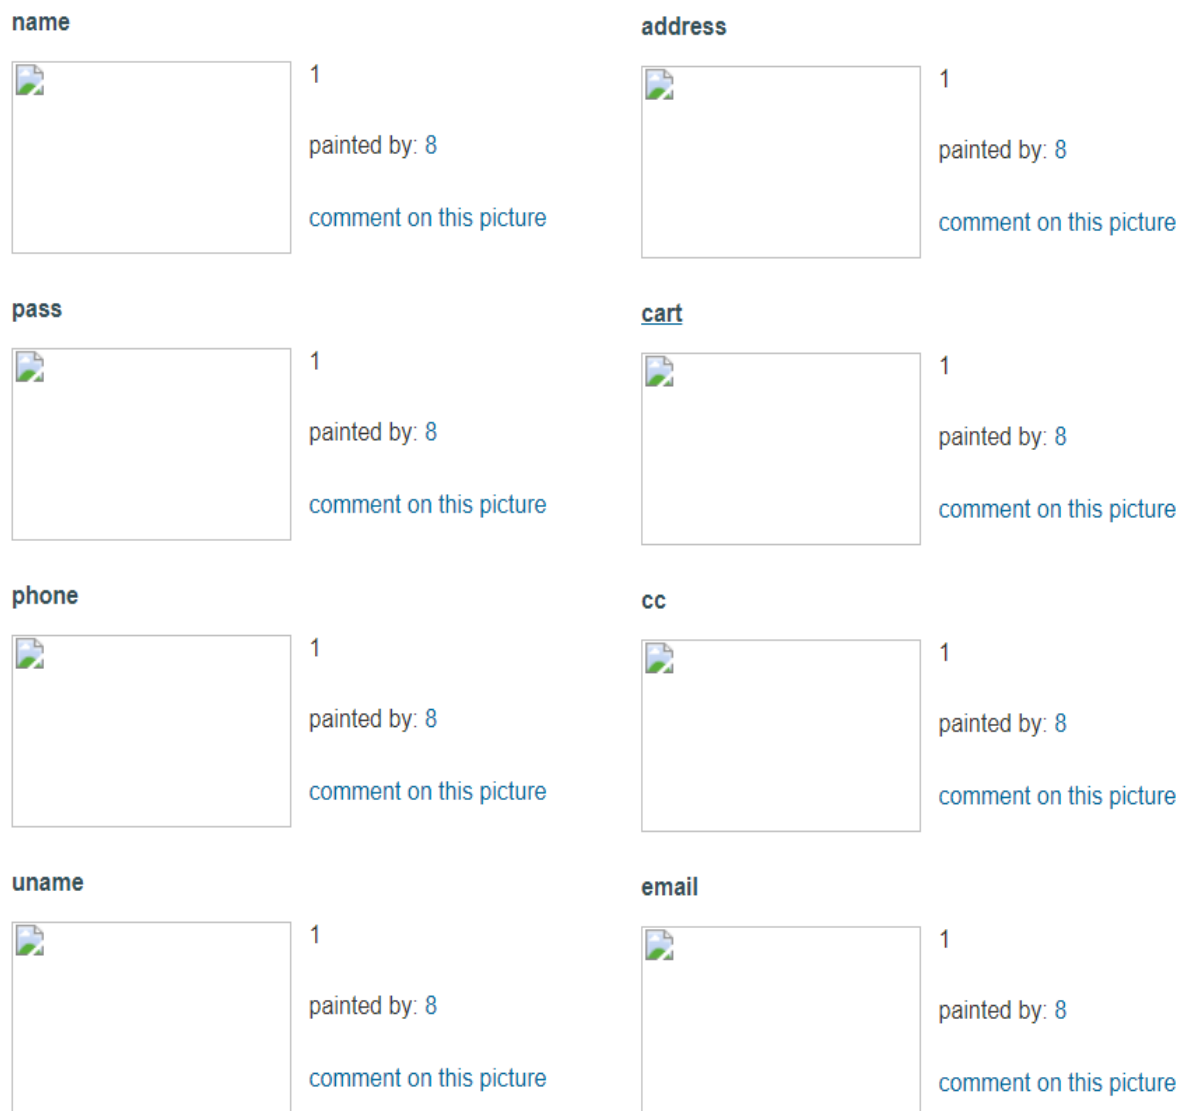 name
1
painted by: 8
comment on this picture
pass
1
painted by: 8
comment on this picture
phone
1
painted by: 8
comment on this picture
uname
1
painted by: 8
comment on this picture
address
1
painted by: 8
comment on this picture
cart
1
painted by: 8
comment on this picture
cc
1
painted by: 8
comment on this picture
email
1
painted by: 8
comment on this picture